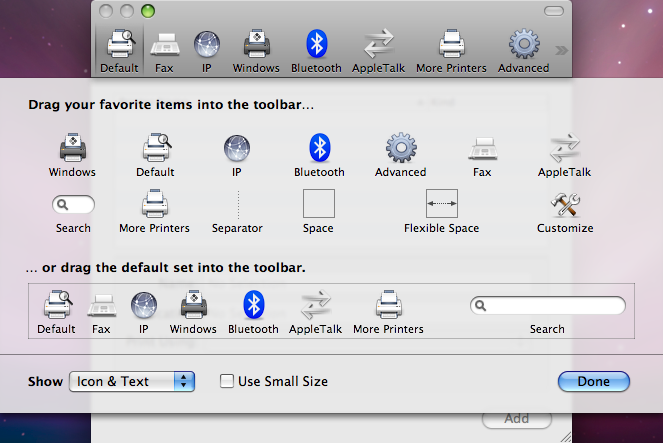 Default Fax IP Windows Bluetooth AppleTalk More Printers Advanced
Drag your favorite items into the toolbar...
Windows Default IP Bluetooth Advanced Fax AppleTalk
Search More Printers Separator Space Flexible Space Customize
... or drag the default set into the toolbar.
Default Fax IP Windows Bluetooth AppleTalk More Printers Search
Print Using:
Show Icon & Text Use Small Size Done
Add